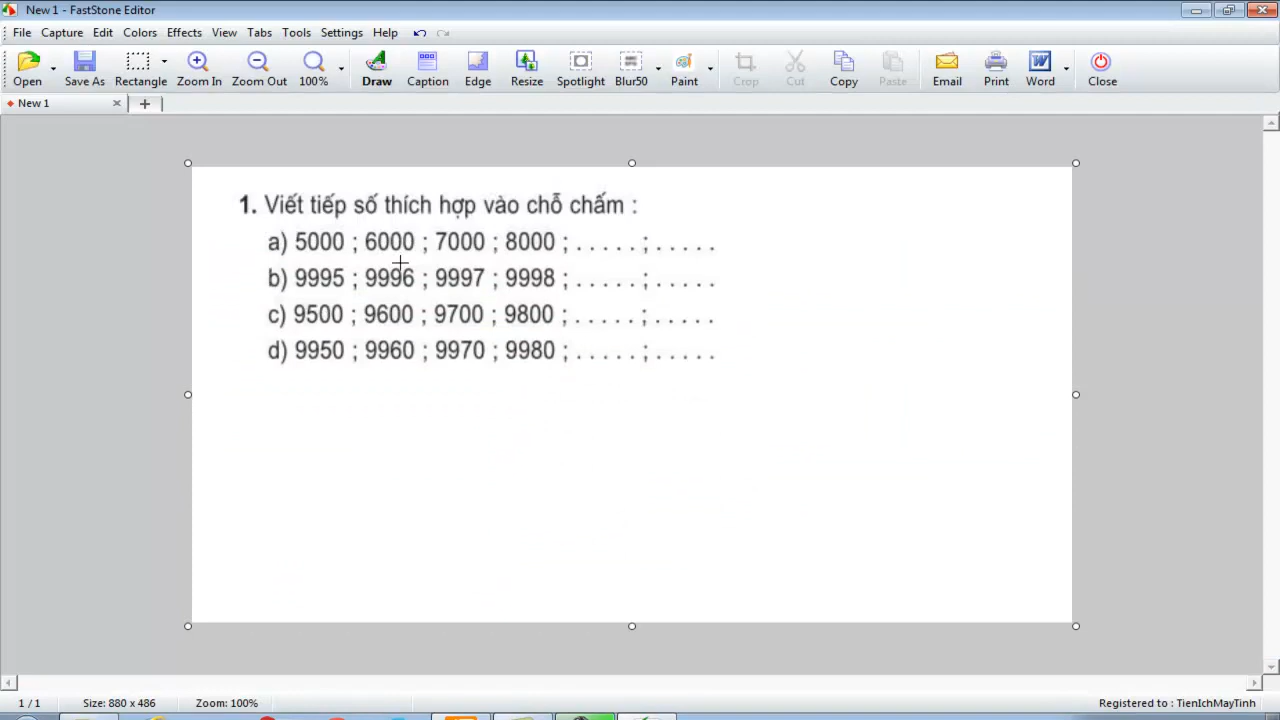 New 1 - FastStone Editor
File Capture Edit Colors Effects View Tabs Tools Settings Help
Open Save As Rectangle Zoom In Zoom Out 100% Draw Caption Edge Resize Spotlight Blur50 Paint Crop Cut Copy Paste Email Print Word Close
New 1
1. Viết tiếp số thích hợp vào chỗ chấm :
a) 5000 ; 6000 ; 7000 ; 8000 ; . . . . . ; . . . . .
b) 9995 ; 9996 ; 9997 ; 9998 ; . . . . . ; . . . . .
c) 9500 ; 9600 ; 9700 ; 9800 ; . . . . . ; . . . . .
d) 9950 ; 9960 ; 9970 ; 9980 ; . . . . . ; . . . . .
1 / 1 Size: 880 x 486 Zoom: 100% Registered to : TienIchMayTinh